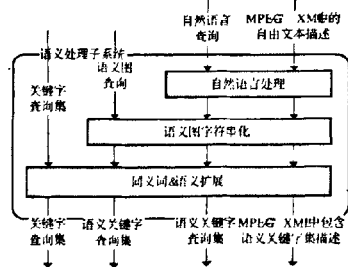 自然语言
查询
MPEG XML中的
自由文本描述
语义处理子系统
语义图
查询
关键字
查询集
自然语言处理
语义图字符串化
同义词&语义扩展
关键字
查询集
语义关键字
查询集
语义关键字
查询集
MPEG XML中包含
语义关键字集描述